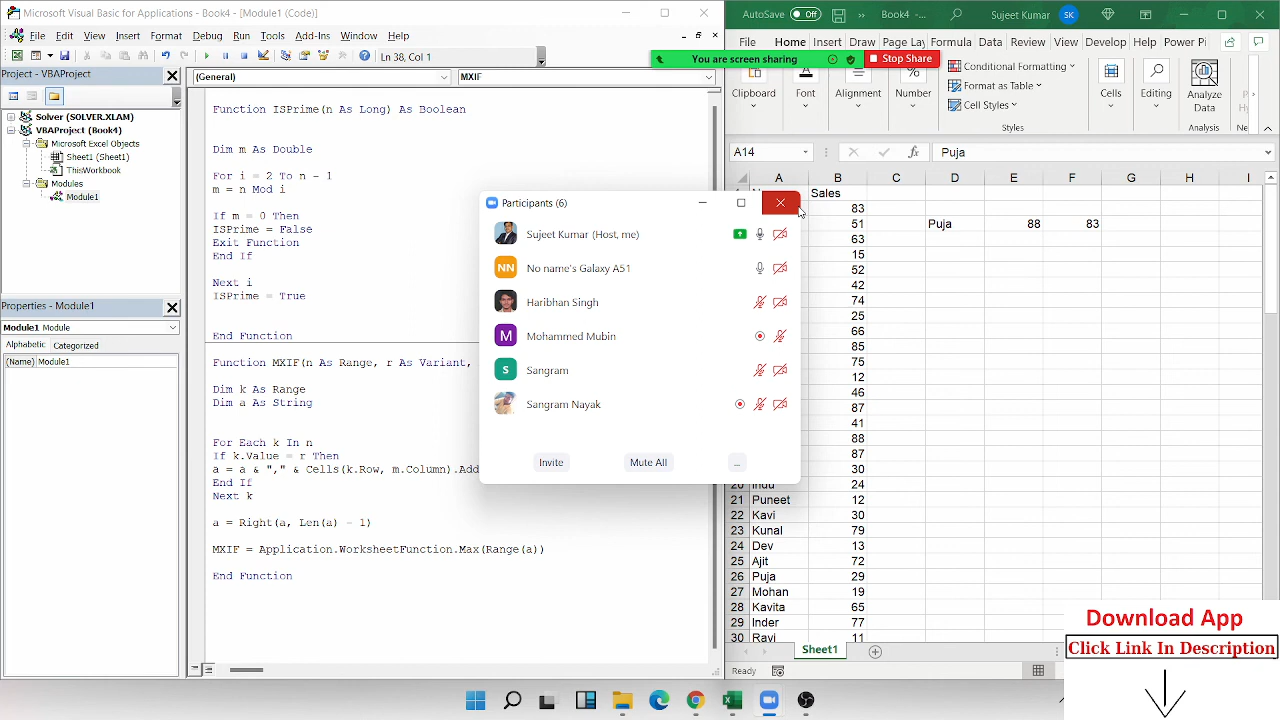 Microsoft Visual Basic for Applications - Book4 - [Module1 (Code)]
File Edit View Insert Format Debug Run Tools Add-Ins Window Help
Ln 38, Col 1
Project - VBAProject
Solver (SOLVER.XLAM)
VBAProject (Book4)
Microsoft Excel Objects
Sheet1 (Sheet1)
ThisWorkbook
Modules
Module1
Properties - Module1
Module1 Module
Alphabetic Categorized
(Name) Module1
(General) MXIF
Function ISPrime(n As Long) As Boolean
Dim m As Double
For i = 2 To n - 1
m = n Mod i
If m = 0 Then
ISPrime = False
Exit Function
End If
Next i
ISPrime = True
End Function
Function MXIF(n As Range, r As Variant,
Dim k As Range
Dim a As String
For Each k In n
If k.Value = r Then
a = a & "," & Cells(k.Row, m.Column).Add
End If
Next k
a = Right(a, Len(a) - 1)
MXIF = Application.WorksheetFunction.Max(Range(a))
End Function
You are screen sharing Stop Share
Participants (6)
Sujeet Kumar (Host, me)
NN No name's Galaxy A51
Haribhan Singh
M Mohammed Mubin
S Sangram
Sangram Nayak
Invite Mute All ...
AutoSave Off Book4 -... Sujeet Kumar SK
File Home Insert Draw Page Lay Formula Data Review View Develop Help Power Pi
Clipboard Font Alignment Number
Conditional Formatting
Format as Table
Cell Styles
Styles
Cells Editing
Analyze Data
Analysis
A14 fx Puja
A B C D E F G H I
Sales
83
51 Puja 88 83
63
15
52
42
74
25
66
85
75
12
46
87
41
88
87
30
20 Indu 24
21 Puneet 12
22 Kavi 30
23 Kunal 79
24 Dev 13
25 Ajit 72
26 Puja 29
27 Mohan 19
28 Kavita 65
29 Inder 77
30 Ravi 11
Sheet1
Ready
Download App
Click Link In Description